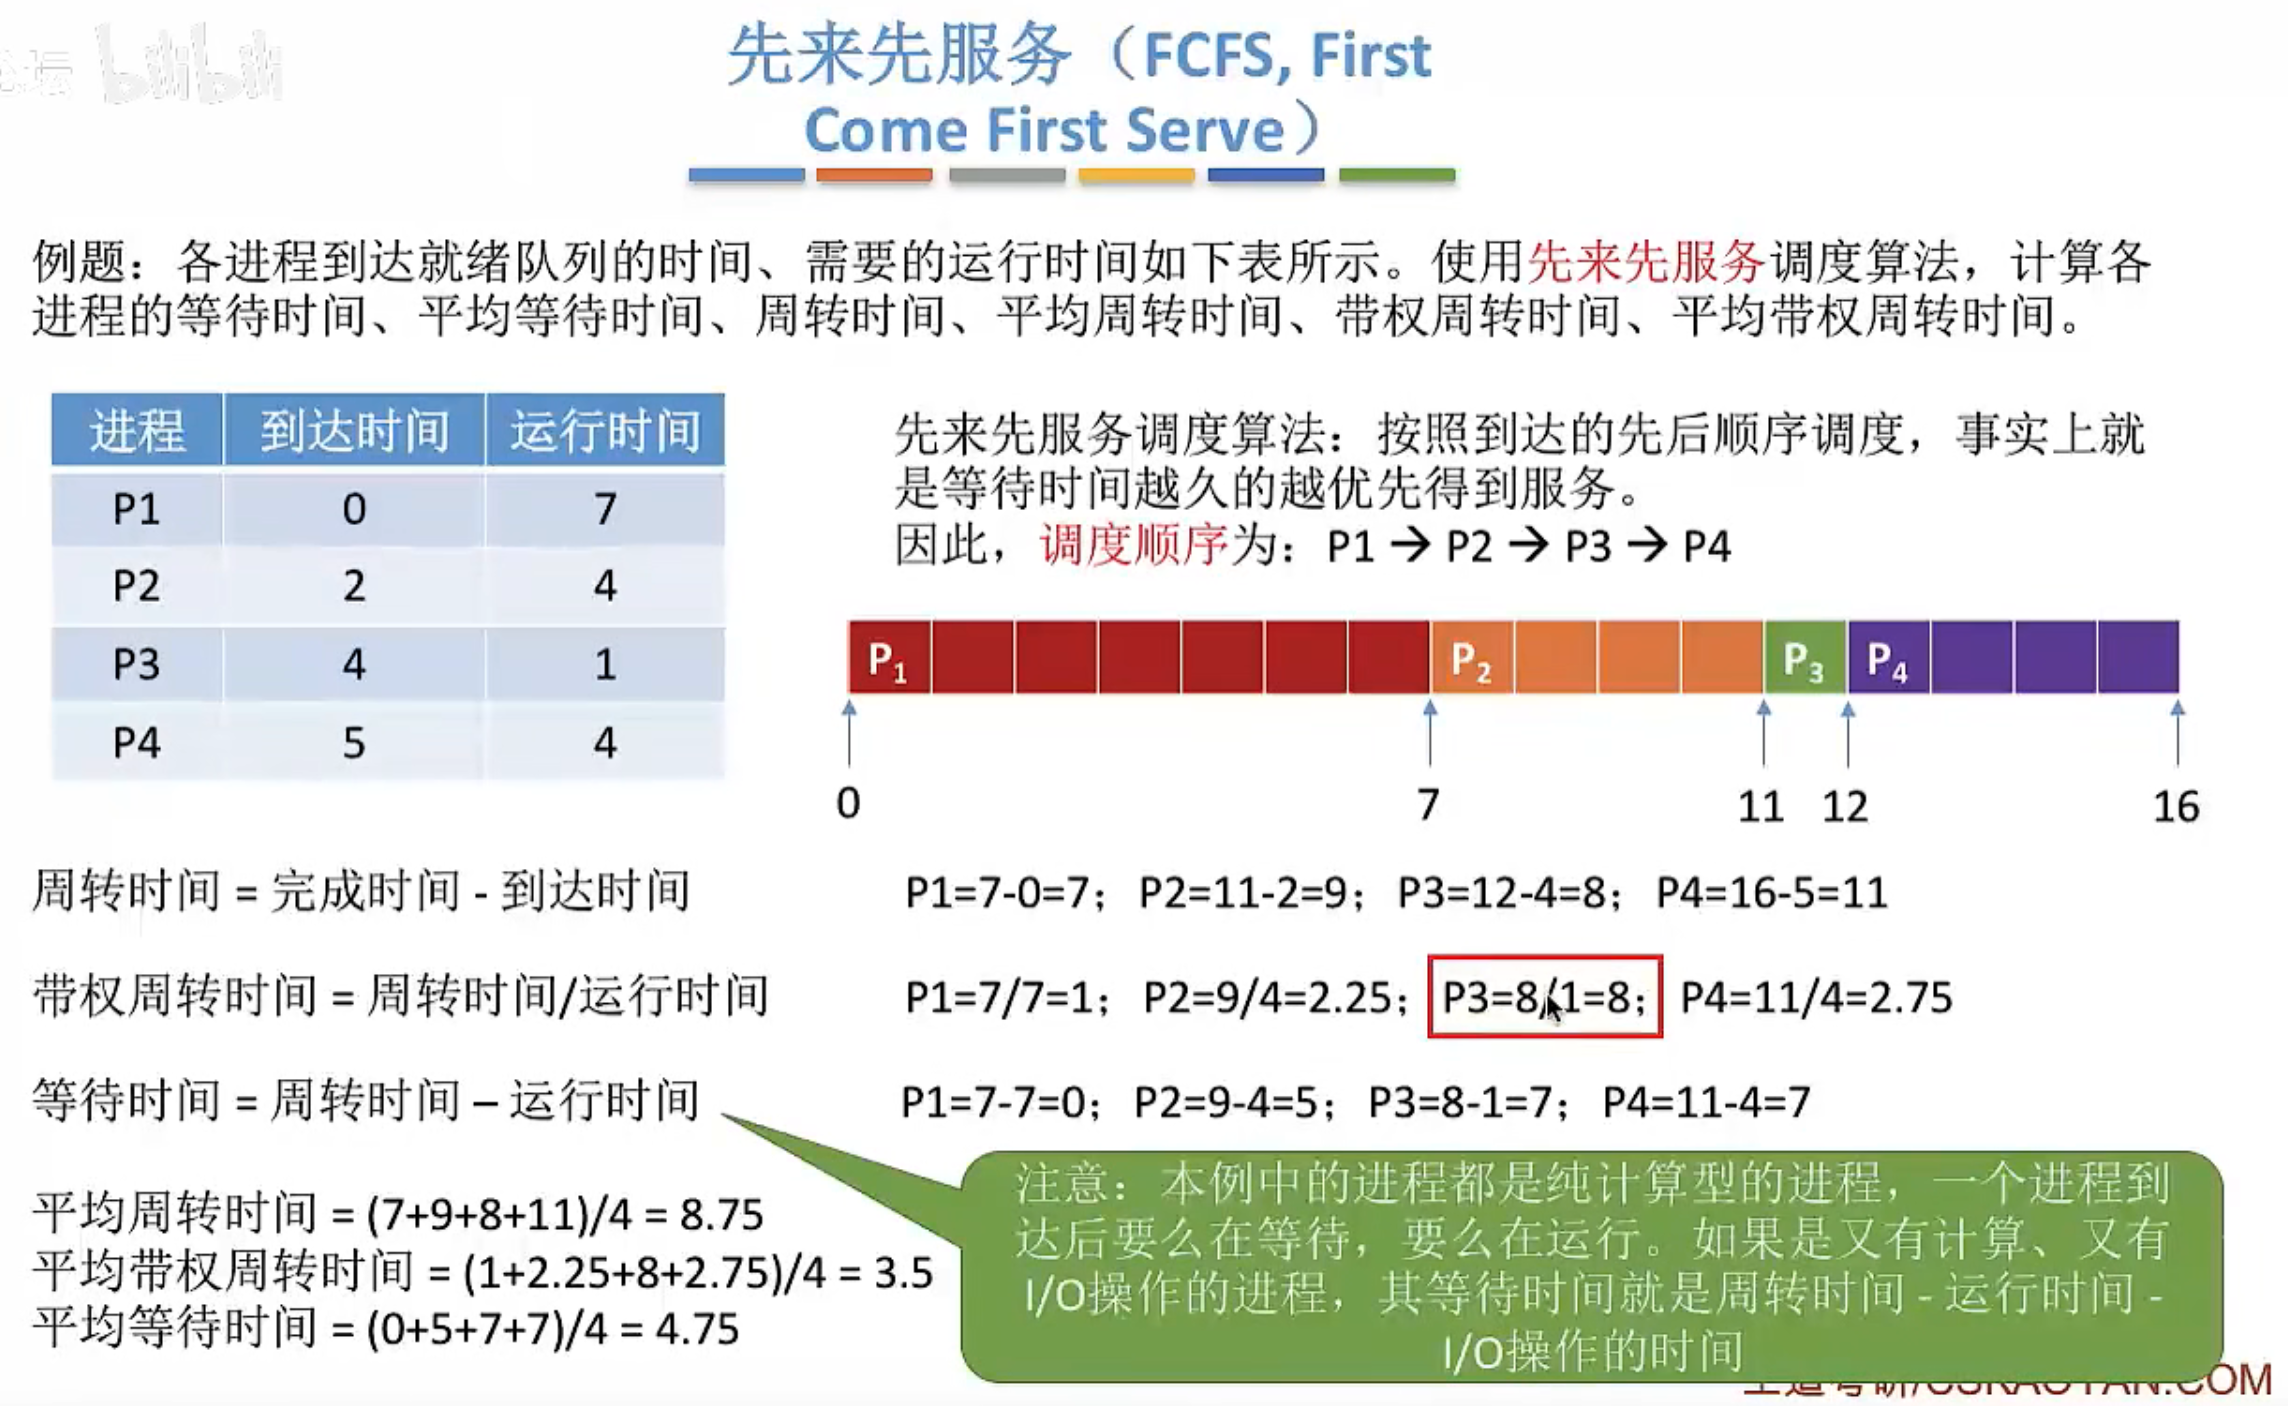 坛 bilibili
先来先服务（FCFS, First
Come First Serve）
例题：各进程到达就绪队列的时间、需要的运行时间如下表所示。使用先来先服务调度算法，计算各
进程的等待时间、平均等待时间、周转时间、平均周转时间、带权周转时间、平均带权周转时间。
进程 到达时间 运行时间
P1 0 7
P2 2 4
P3 4 1
P4 5 4
先来先服务调度算法：按照到达的先后顺序调度，事实上就
是等待时间越久的越优先得到服务。
因此，调度顺序为：P1 → P2 → P3 → P4
P1 P2 P3 P4
0 7 11 12 16
周转时间 = 完成时间 - 到达时间
P1=7-0=7；P2=11-2=9；P3=12-4=8；P4=16-5=11
带权周转时间 = 周转时间/运行时间
P1=7/7=1；P2=9/4=2.25；P3=8/1=8；P4=11/4=2.75
等待时间 = 周转时间 – 运行时间
P1=7-7=0；P2=9-4=5；P3=8-1=7；P4=11-4=7
平均周转时间 = (7+9+8+11)/4 = 8.75
平均带权周转时间 = (1+2.25+8+2.75)/4 = 3.5
平均等待时间 = (0+5+7+7)/4 = 4.75
注意：本例中的进程都是纯计算型的进程，一个进程到
达后要么在等待，要么在运行。如果是又有计算、又有
I/O操作的进程，其等待时间就是周转时间 - 运行时间 -
I/O操作的时间
王道考研/CSKAOYAN.COM